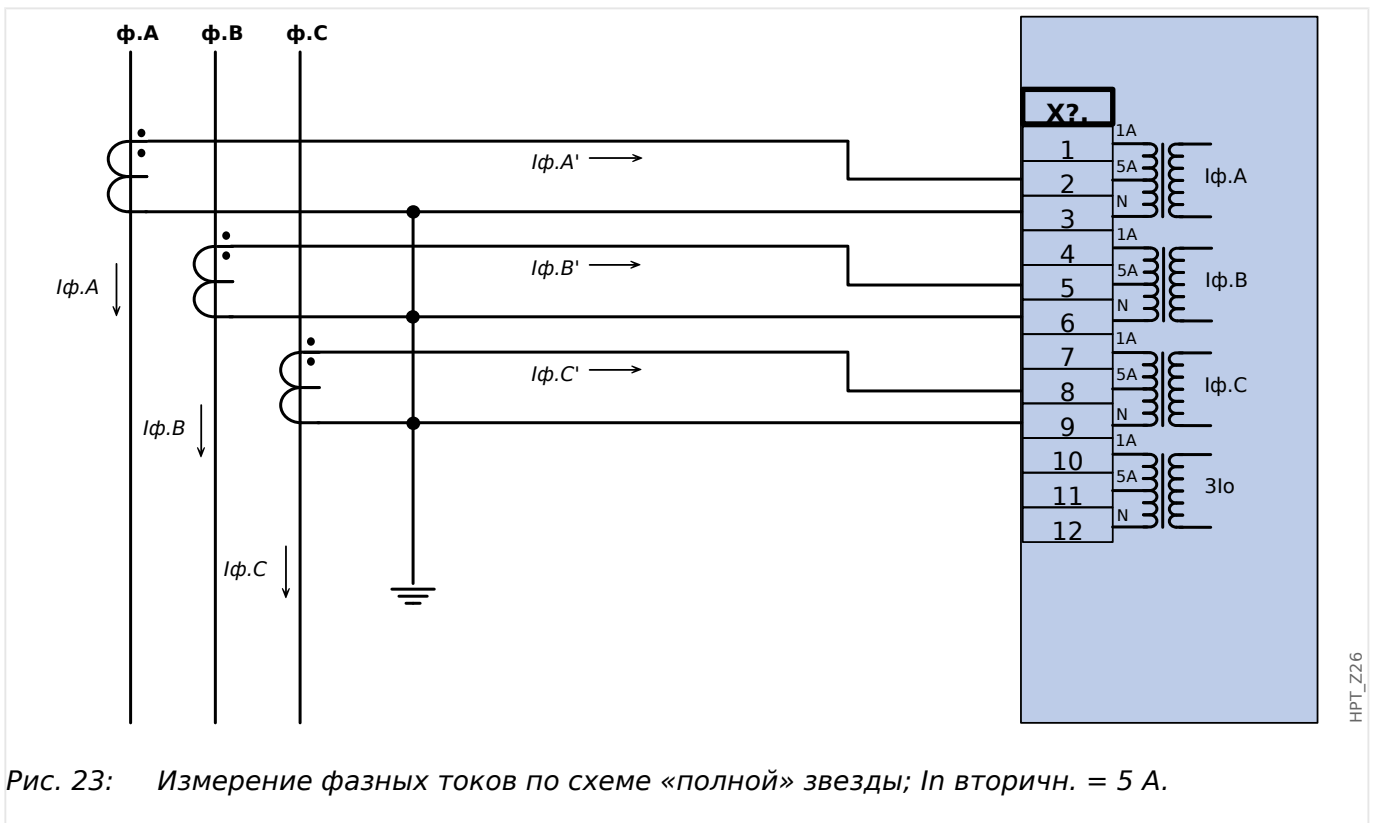 ф.A ф.B ф.C
X?.
1A
1
Iф.A'
5A
Iф.A
2
N
3
1A
4
Iф.B'
5A
Iф.B
Iф.A
5
N
6
1A
7
Iф.C'
5A
Iф.C
8
N
9
Iф.B
1A
10
5A
3Io
11
N
12
Iф.C
HPT_Z26
Рис. 23: Измерение фазных токов по схеме «полной» звезды; In вторичн. = 5 А.